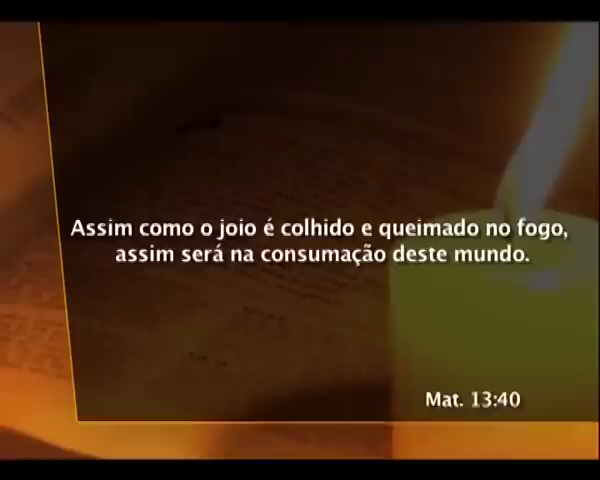 Assim como o joio é colhido e queimado no fogo,
assim será na consumação deste mundo.
Mat. 13:40